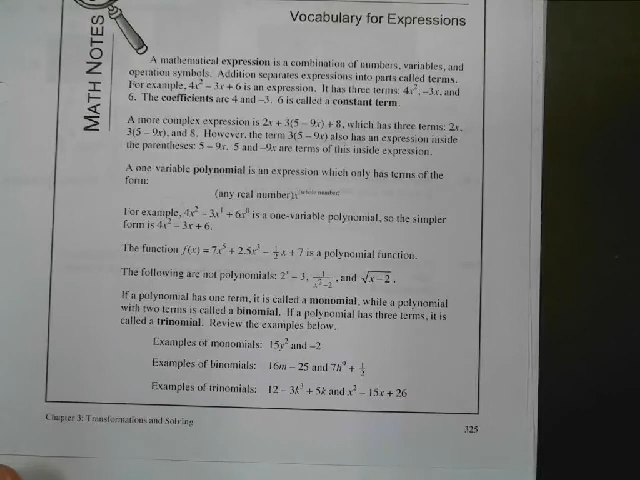 Vocabulary for Expressions
MATH NOTES
A mathematical expression is a combination of numbers, variables, and
operation symbols. Addition separates expressions into parts called terms.
For example, 4x² – 3x + 6 is an expression. It has three terms: 4x², –3x, and
6. The coefficients are 4 and –3. 6 is called a constant term.
A more complex expression is 2x + 3(5 – 9x) + 8, which has three terms: 2x,
3(5 – 9x), and 8. However, the term 3(5 – 9x) also has an expression inside
the parentheses: 5 – 9x. 5 and –9x are terms of this inside expression.
A one variable polynomial is an expression which only has terms of the
form:
(any real number)x^(whole number)
For example, 4x² – 3x¹ + 6x⁰ is a one-variable polynomial, so the simpler
form is 4x² – 3x + 6.
The function f(x) = 7x⁵ + 2.5x³ – ½x + 7 is a polynomial function.
The following are not polynomials: 2ˣ – 3, 1/(x²–2), and √(x–2).
If a polynomial has one term, it is called a monomial, while a polynomial
with two terms is called a binomial. If a polynomial has three terms, it is
called a trinomial. Review the examples below.
Examples of monomials: 15y² and –2
Examples of binomials: 16m – 25 and 7h⁹ + ½
Examples of trinomials: 12 – 3k³ + 5k and x² – 15x + 26
Chapter 3: Transformations and Solving
325